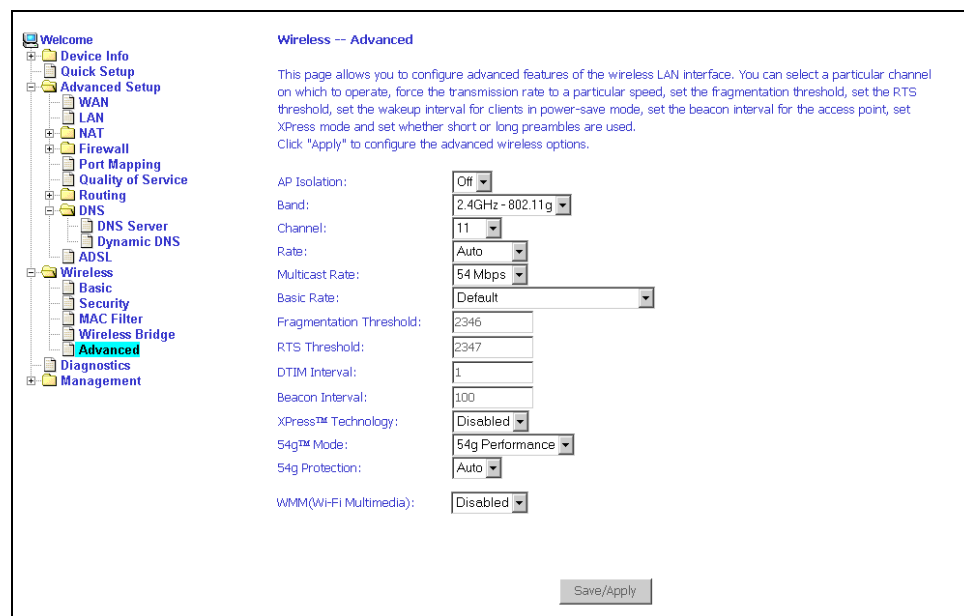 Welcome
Device Info
Quick Setup
Advanced Setup
WAN
LAN
NAT
Firewall
Port Mapping
Quality of Service
Routing
DNS
DNS Server
Dynamic DNS
ADSL
Wireless
Basic
Security
MAC Filter
Wireless Bridge
Advanced
Diagnostics
Management
Wireless -- Advanced
This page allows you to configure advanced features of the wireless LAN interface. You can select a particular channel
on which to operate, force the transmission rate to a particular speed, set the fragmentation threshold, set the RTS
threshold, set the wakeup interval for clients in power-save mode, set the beacon interval for the access point, set
XPress mode and set whether short or long preambles are used.
Click "Apply" to configure the advanced wireless options.
AP Isolation: Off
Band: 2.4GHz - 802.11g
Channel: 11
Rate: Auto
Multicast Rate: 54 Mbps
Basic Rate: Default
Fragmentation Threshold: 2346
RTS Threshold: 2347
DTIM Interval: 1
Beacon Interval: 100
XPress™ Technology: Disabled
54g™ Mode: 54g Performance
54g Protection: Auto
WMM(Wi-Fi Multimedia): Disabled
Save/Apply